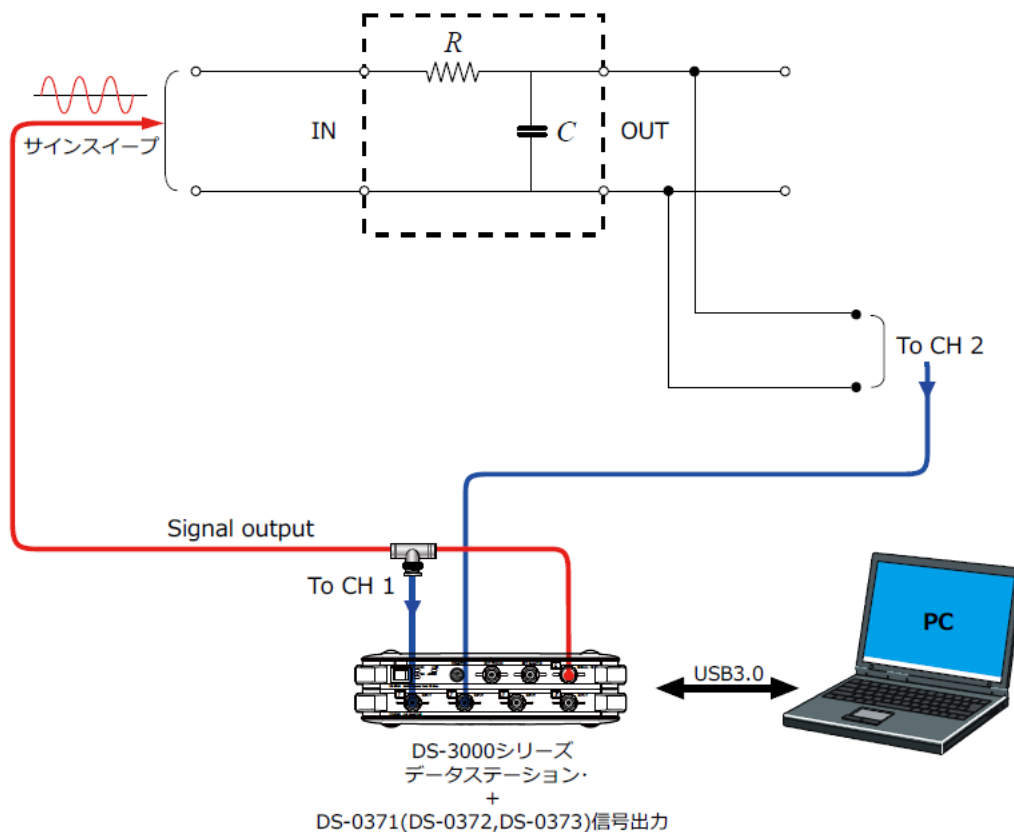 R
IN
C
OUT
サインスイープ
To CH 2
Signal output
To CH 1
PC
USB3.0
DS-3000シリーズ
データステーション・
+
DS-0371(DS-0372,DS-0373)信号出力